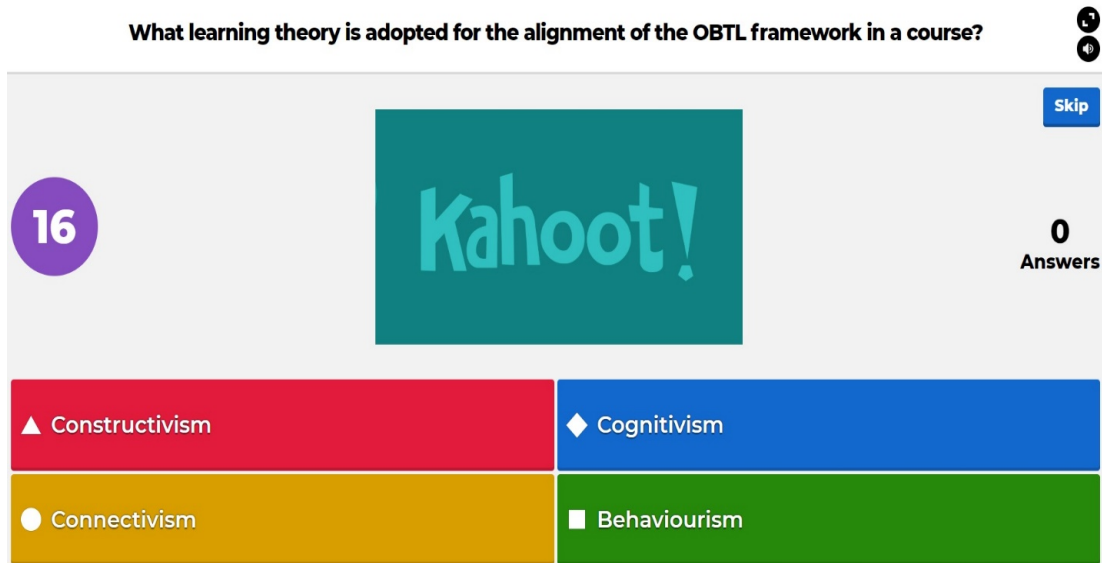 What learning theory is adopted for the alignment of the OBTL framework in a course?
Skip
16
Kahoot!
0
Answers
Constructivism
Cognitivism
Connectivism
Behaviourism